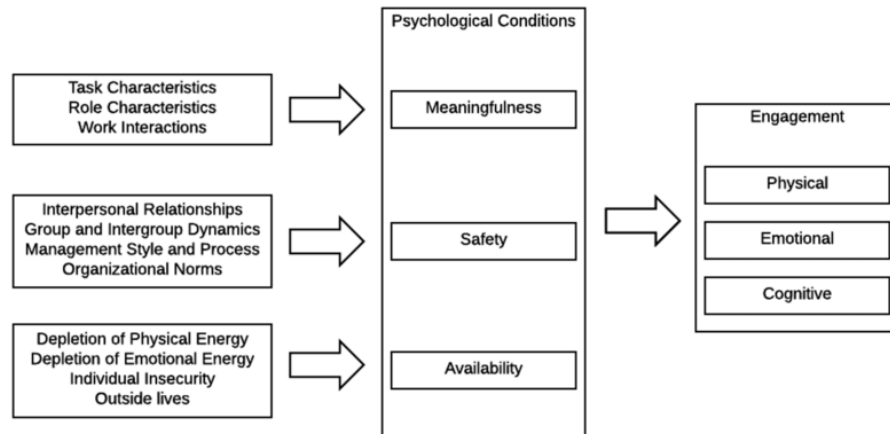 Psychological Conditions
Task Characteristics
Role Characteristics
Work Interactions
Meaningfulness
Engagement
Physical
Emotional
Cognitive
Interpersonal Relationships
Group and Intergroup Dynamics
Management Style and Process
Organizational Norms
Safety
Depletion of Physical Energy
Depletion of Emotional Energy
Individual Insecurity
Outside lives
Availability